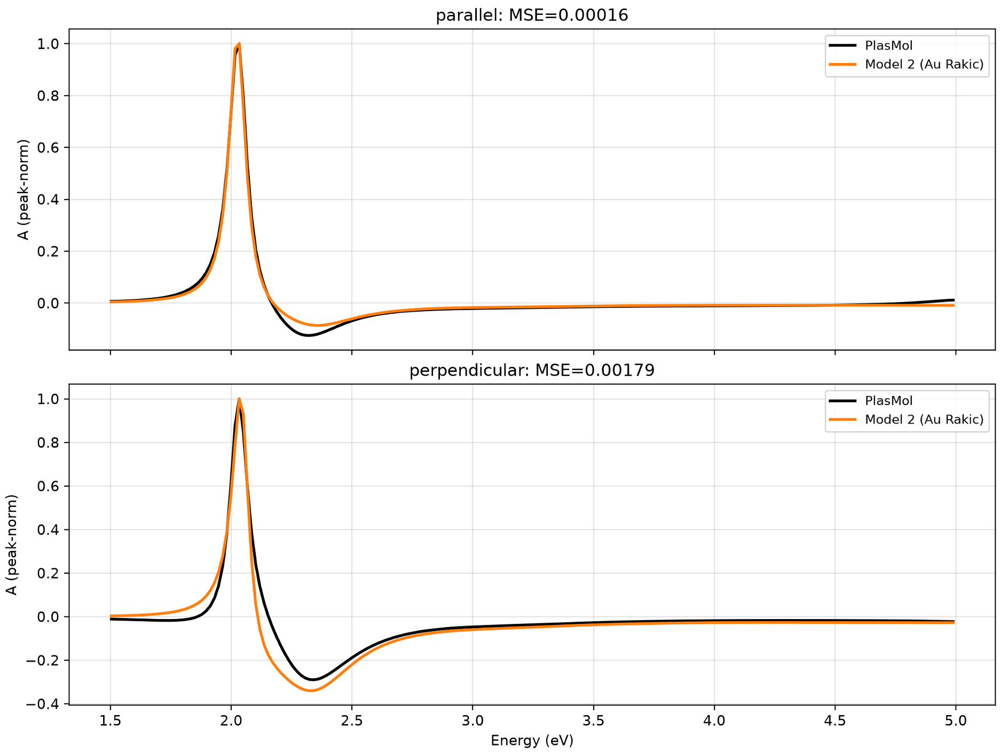 parallel: MSE=0.00016
1.0
0.8
0.6
0.4
0.2
0.0
A (peak-norm)
PlasMol
Model 2 (Au Rakic)
perpendicular: MSE=0.00179
1.0
0.8
0.6
0.4
0.2
0.0
−0.2
−0.4
A (peak-norm)
PlasMol
Model 2 (Au Rakic)
1.5 2.0 2.5 3.0 3.5 4.0 4.5 5.0
Energy (eV)